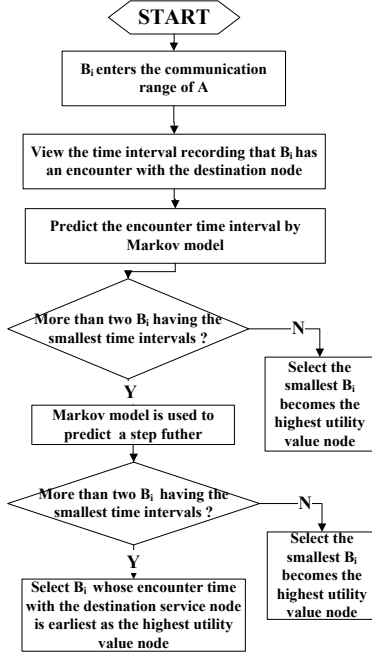 START
Bi enters the communication
range of A
View the time interval recording that Bi has
an encounter with the destination node
Predict the encounter time interval by
Markov model
More than two Bi having the
smallest time intervals ?
N
Y
Select the
smallest Bi
becomes the
highest utility
value node
Markov model is used to
predict a step futher
More than two Bi having the
smallest time intervals ?
N
Y
Select the
smallest Bi
becomes the
highest utility
value node
Select Bi whose encounter time
with the destination service node
is earliest as the highest utility
value node